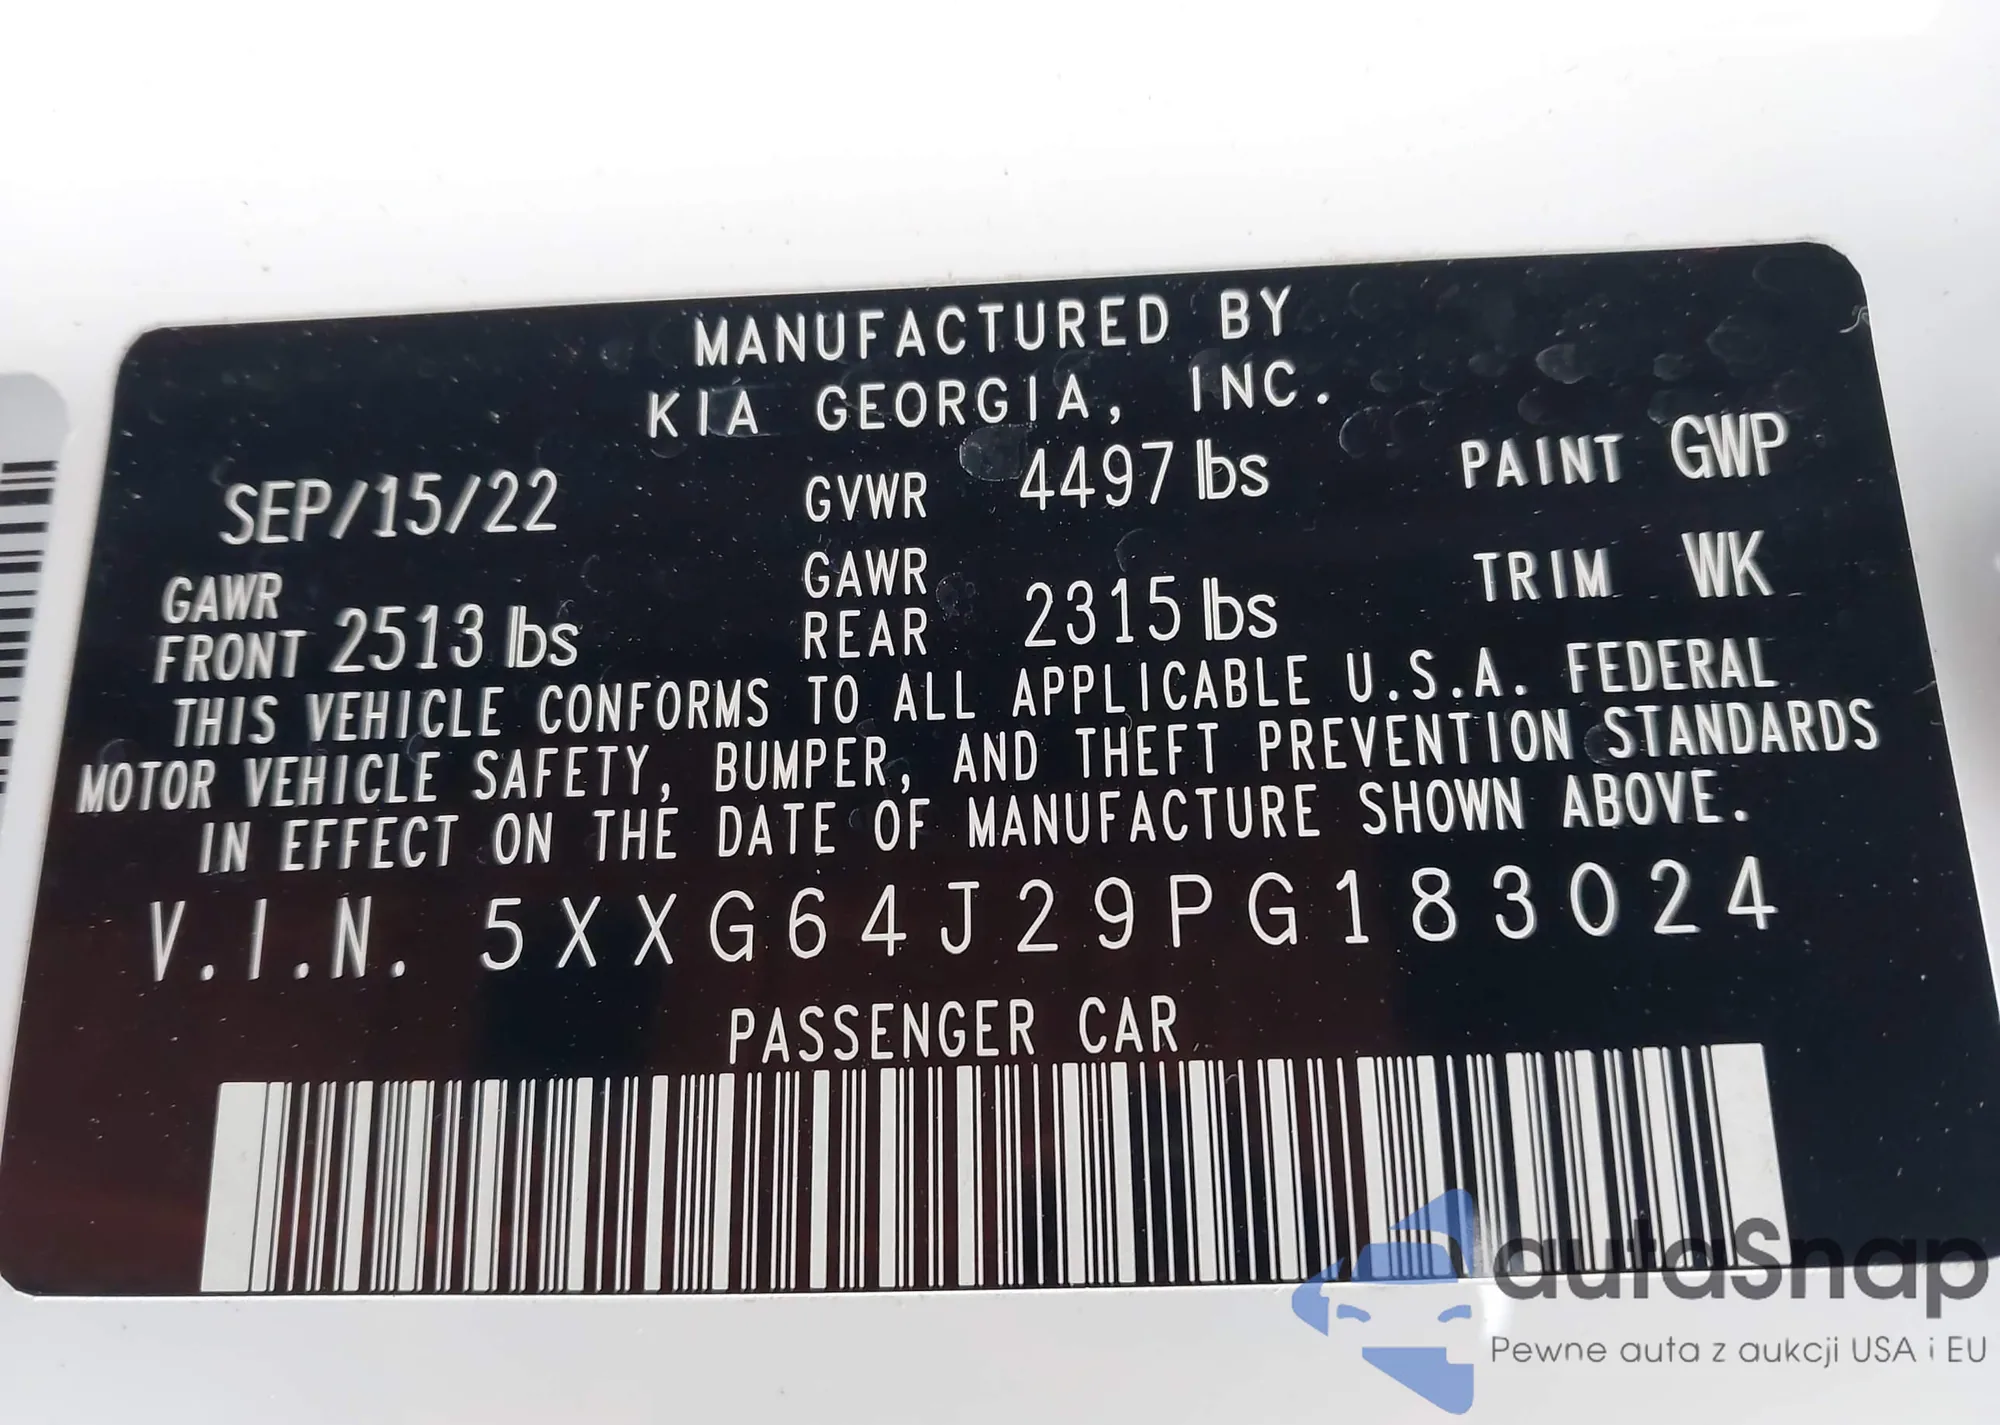 MANUFACTURED BY
KIA GEORGIA, INC.
SEP/15/22 GVWR 4497 lbs PAINT GWP
GAWR FRONT 2513 lbs GAWR REAR 2315 lbs TRIM WK
THIS VEHICLE CONFORMS TO ALL APPLICABLE U.S.A. FEDERAL
MOTOR VEHICLE SAFETY, BUMPER, AND THEFT PREVENTION STANDARDS
IN EFFECT ON THE DATE OF MANUFACTURE SHOWN ABOVE.
V.I.N. 5XXG64J29PG183024
PASSENGER CAR
autaSnap
Pewne auta z aukcji USA i EU